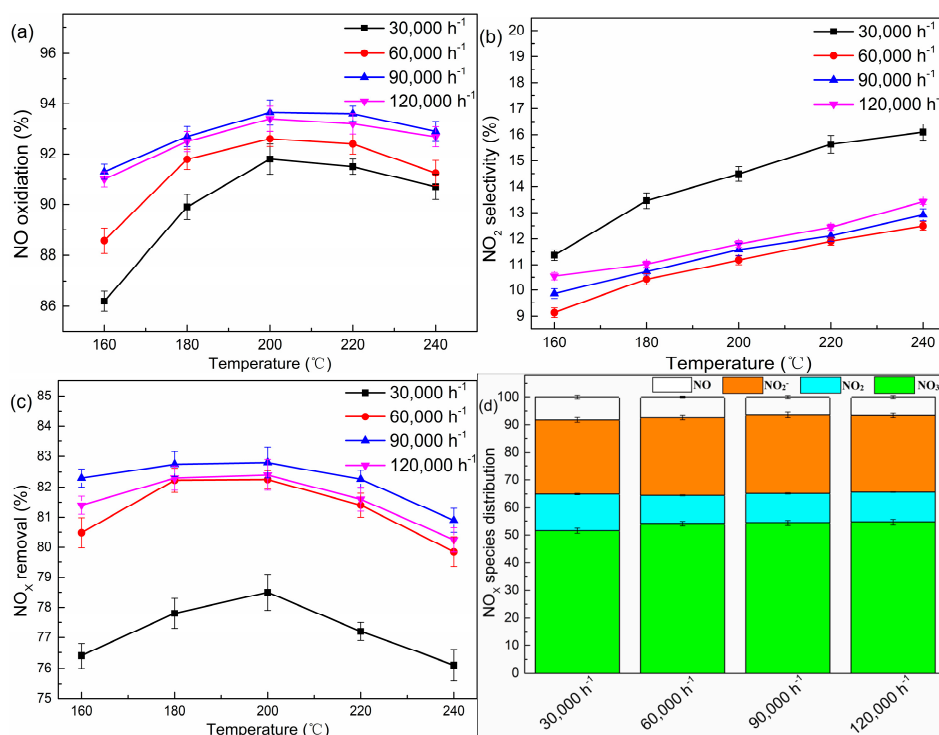 (a)
30,000 h⁻¹
60,000 h⁻¹
90,000 h⁻¹
120,000 h⁻¹
NO oxidiation (%)
96
94
92
90
88
86
160 180 200 220 240
Temperature (℃)
(b)
30,000 h⁻¹
60,000 h⁻¹
90,000 h⁻¹
120,000 h⁻¹
NO₂ selectivity (%)
20
19
18
17
16
15
14
13
12
11
10
9
160 180 200 220 240
Temperature (℃)
(c)
30,000 h⁻¹
60,000 h⁻¹
90,000 h⁻¹
120,000 h⁻¹
NOₓ removal (%)
85
84
83
82
81
80
79
78
77
76
75
160 180 200 220 240
Temperature (℃)
NO NO₂⁻ NO₂ NO₃
(d)
NOₓ species distribution
100
90
80
70
60
50
40
30
20
10
0
30,000 h⁻¹
60,000 h⁻¹
90,000 h⁻¹
120,000 h⁻¹